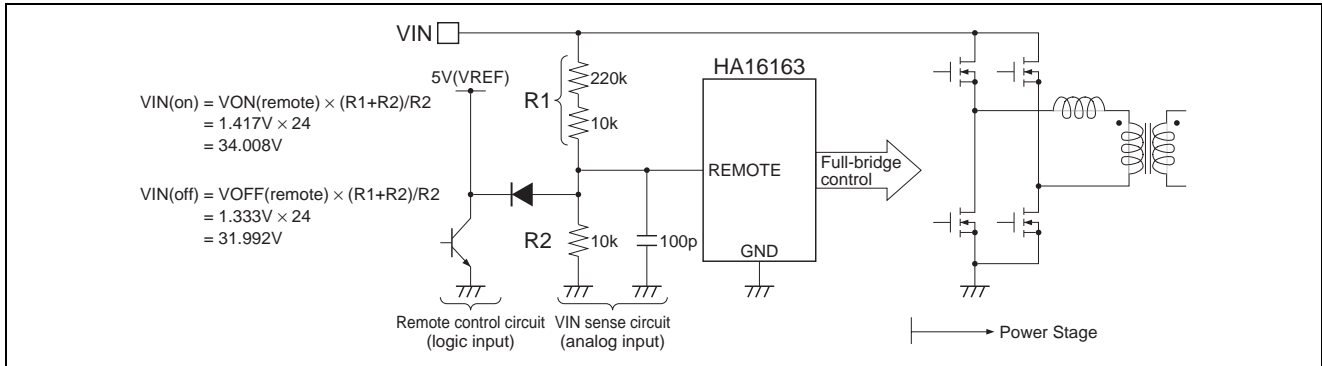 VIN
5V(VREF)
HA16163
VIN(on) = VON(remote) × (R1+R2)/R2
= 1.417V × 24
= 34.008V
VIN(off) = VOFF(remote) × (R1+R2)/R2
= 1.333V × 24
= 31.992V
R1
220k
10k
REMOTE
Full-bridge
control
R2
10k
100p
GND
Remote control circuit
(logic input)
VIN sense circuit
(analog input)
Power Stage